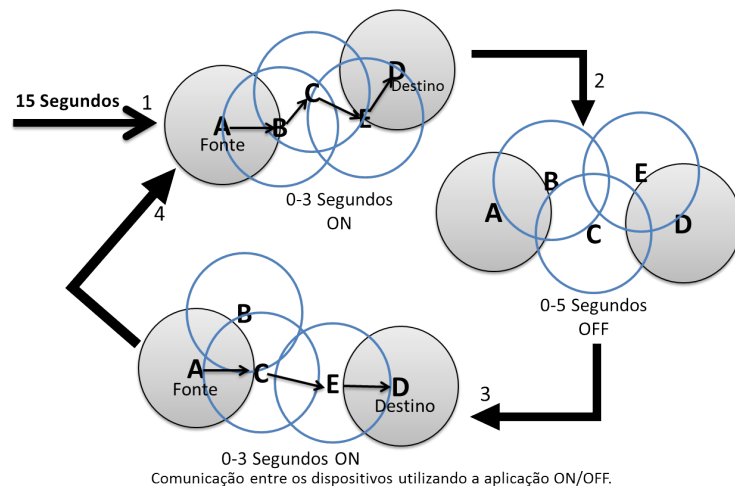 15 Segundos
1
A
Fonte
B
C
E
D
Destino
0-3 Segundos
ON
2
A
B
C
E
D
0-5 Segundos
OFF
3
B
A
Fonte
C
E
D
Destino
0-3 Segundos ON
4
Comunicação entre os dispositivos utilizando a aplicação ON/OFF.